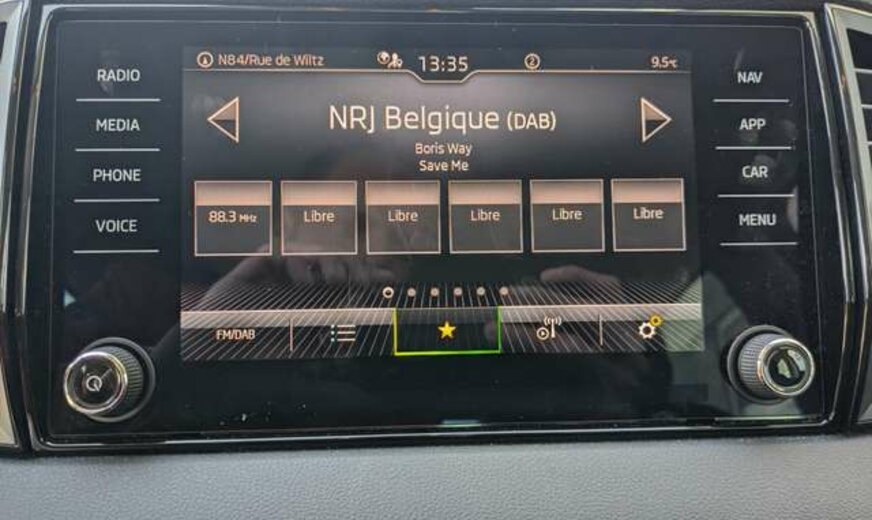 RADIO
MEDIA
PHONE
VOICE
N84/Rue de Wiltz
13:35
2
9.5°C
NRJ Belgique (DAB)
Boris Way
Save Me
88.3 MHz
Libre
Libre
Libre
Libre
Libre
FM/DAB
NAV
APP
CAR
MENU